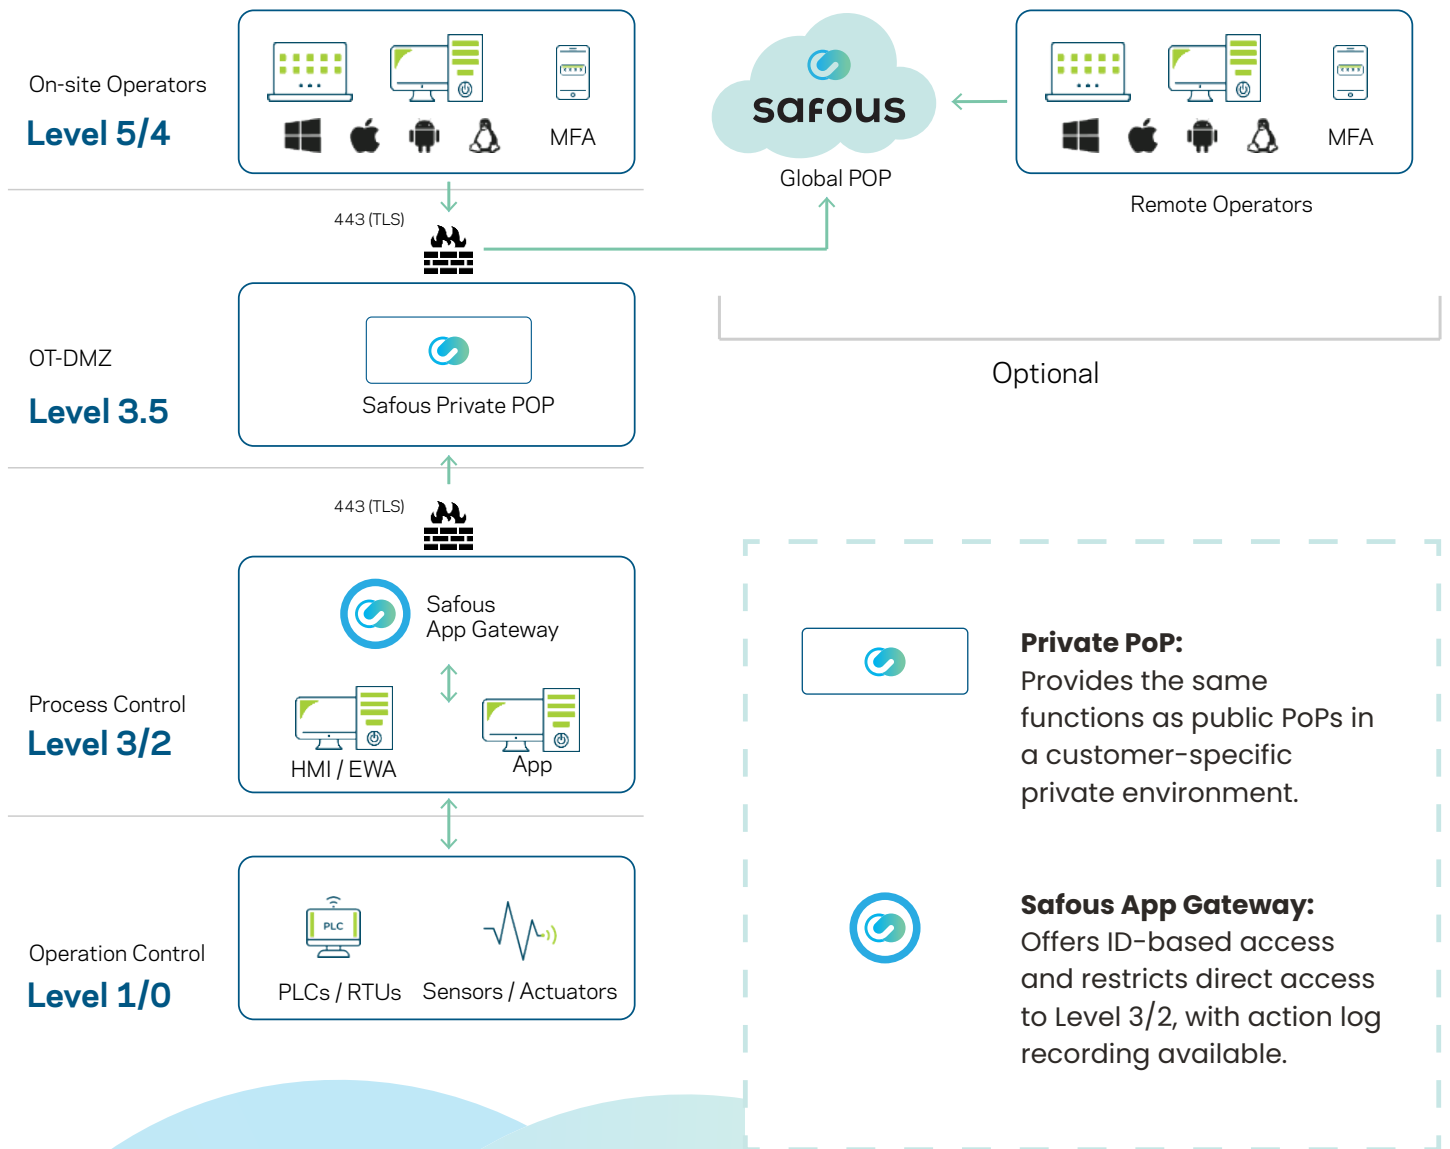 On-site Operators
Level 5/4
MFA
safous
Global POP
MFA
Remote Operators
443 (TLS)
Optional
OT-DMZ
Level 3.5
Safous Private POP
443 (TLS)
Safous
App Gateway
Process Control
Level 3/2
HMI / EWA
App
Operation Control
Level 1/0
PLC
PLCs / RTUs
Sensors / Actuators
Private PoP:
Provides the same
functions as public PoPs in
a customer-specific
private environment.
Safous App Gateway:
Offers ID-based access
and restricts direct access
to Level 3/2, with action log
recording available.